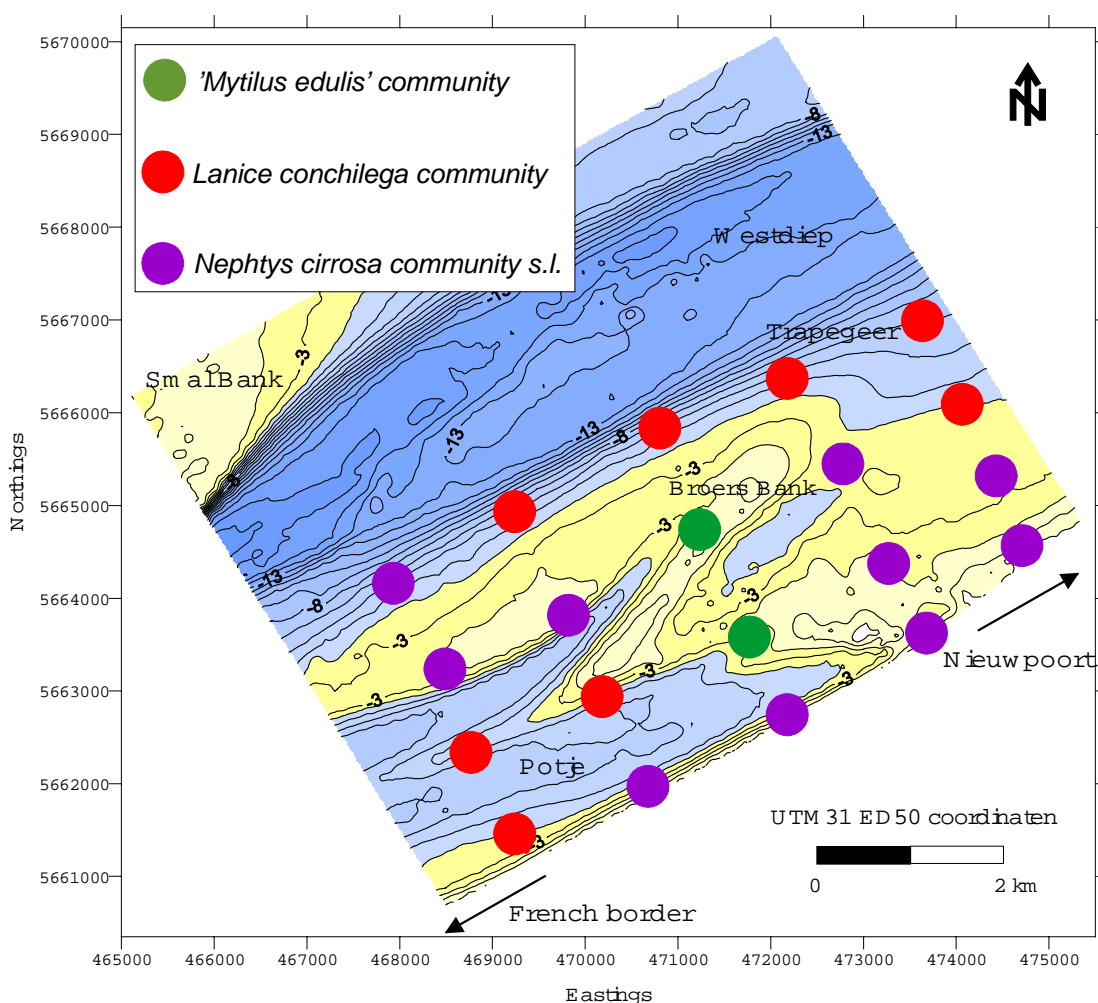 5670000
5669000
5668000
5667000
5666000
5665000
5664000
5663000
5662000
5661000
Northings
'Mytilus edulis' community
Lanice conchilega community
Nephtys cirrosa community s.l.
N
-8
-13
Westdiep
-13
-3
Trapegeer
Smal Bank
-8
-13
-13
-8
-3
Broers Bank
-3
-13
-8
-3
-3
-3
-3
-3
Nieuwpoort
Potje
-3
UTM 31 ED50 coordinaten
0 2 km
French border
465000 466000 467000 468000 469000 470000 471000 472000 473000 474000 475000
Eastings